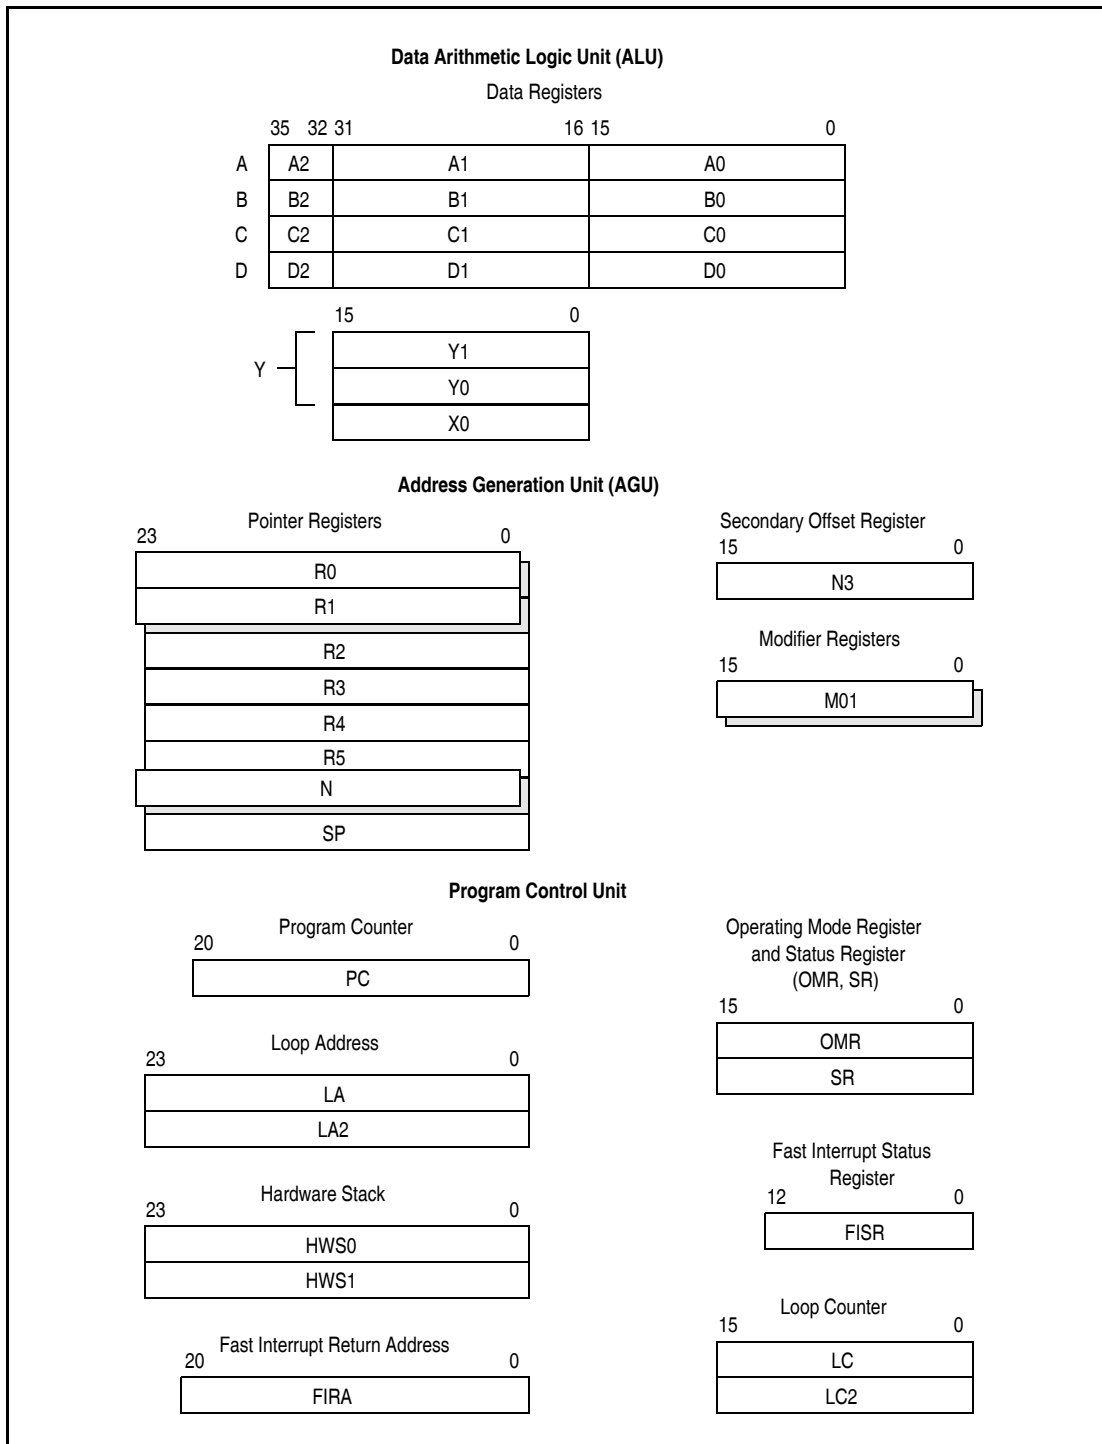 Data Arithmetic Logic Unit (ALU)
Data Registers
35 32 31 16 15 0
A A2 A1 A0
B B2 B1 B0
C C2 C1 C0
D D2 D1 D0
15 0
Y1
Y
Y0
X0
Address Generation Unit (AGU)
Pointer Registers
23 0
R0
R1
R2
R3
R4
R5
N
SP
Secondary Offset Register
15 0
N3
Modifier Registers
15 0
M01
Program Control Unit
Program Counter
20 0
PC
Loop Address
23 0
LA
LA2
Hardware Stack
23 0
HWS0
HWS1
Fast Interrupt Return Address
20 0
FIRA
Operating Mode Register
and Status Register
(OMR, SR)
15 0
OMR
SR
Fast Interrupt Status
Register
12 0
FISR
Loop Counter
15 0
LC
LC2